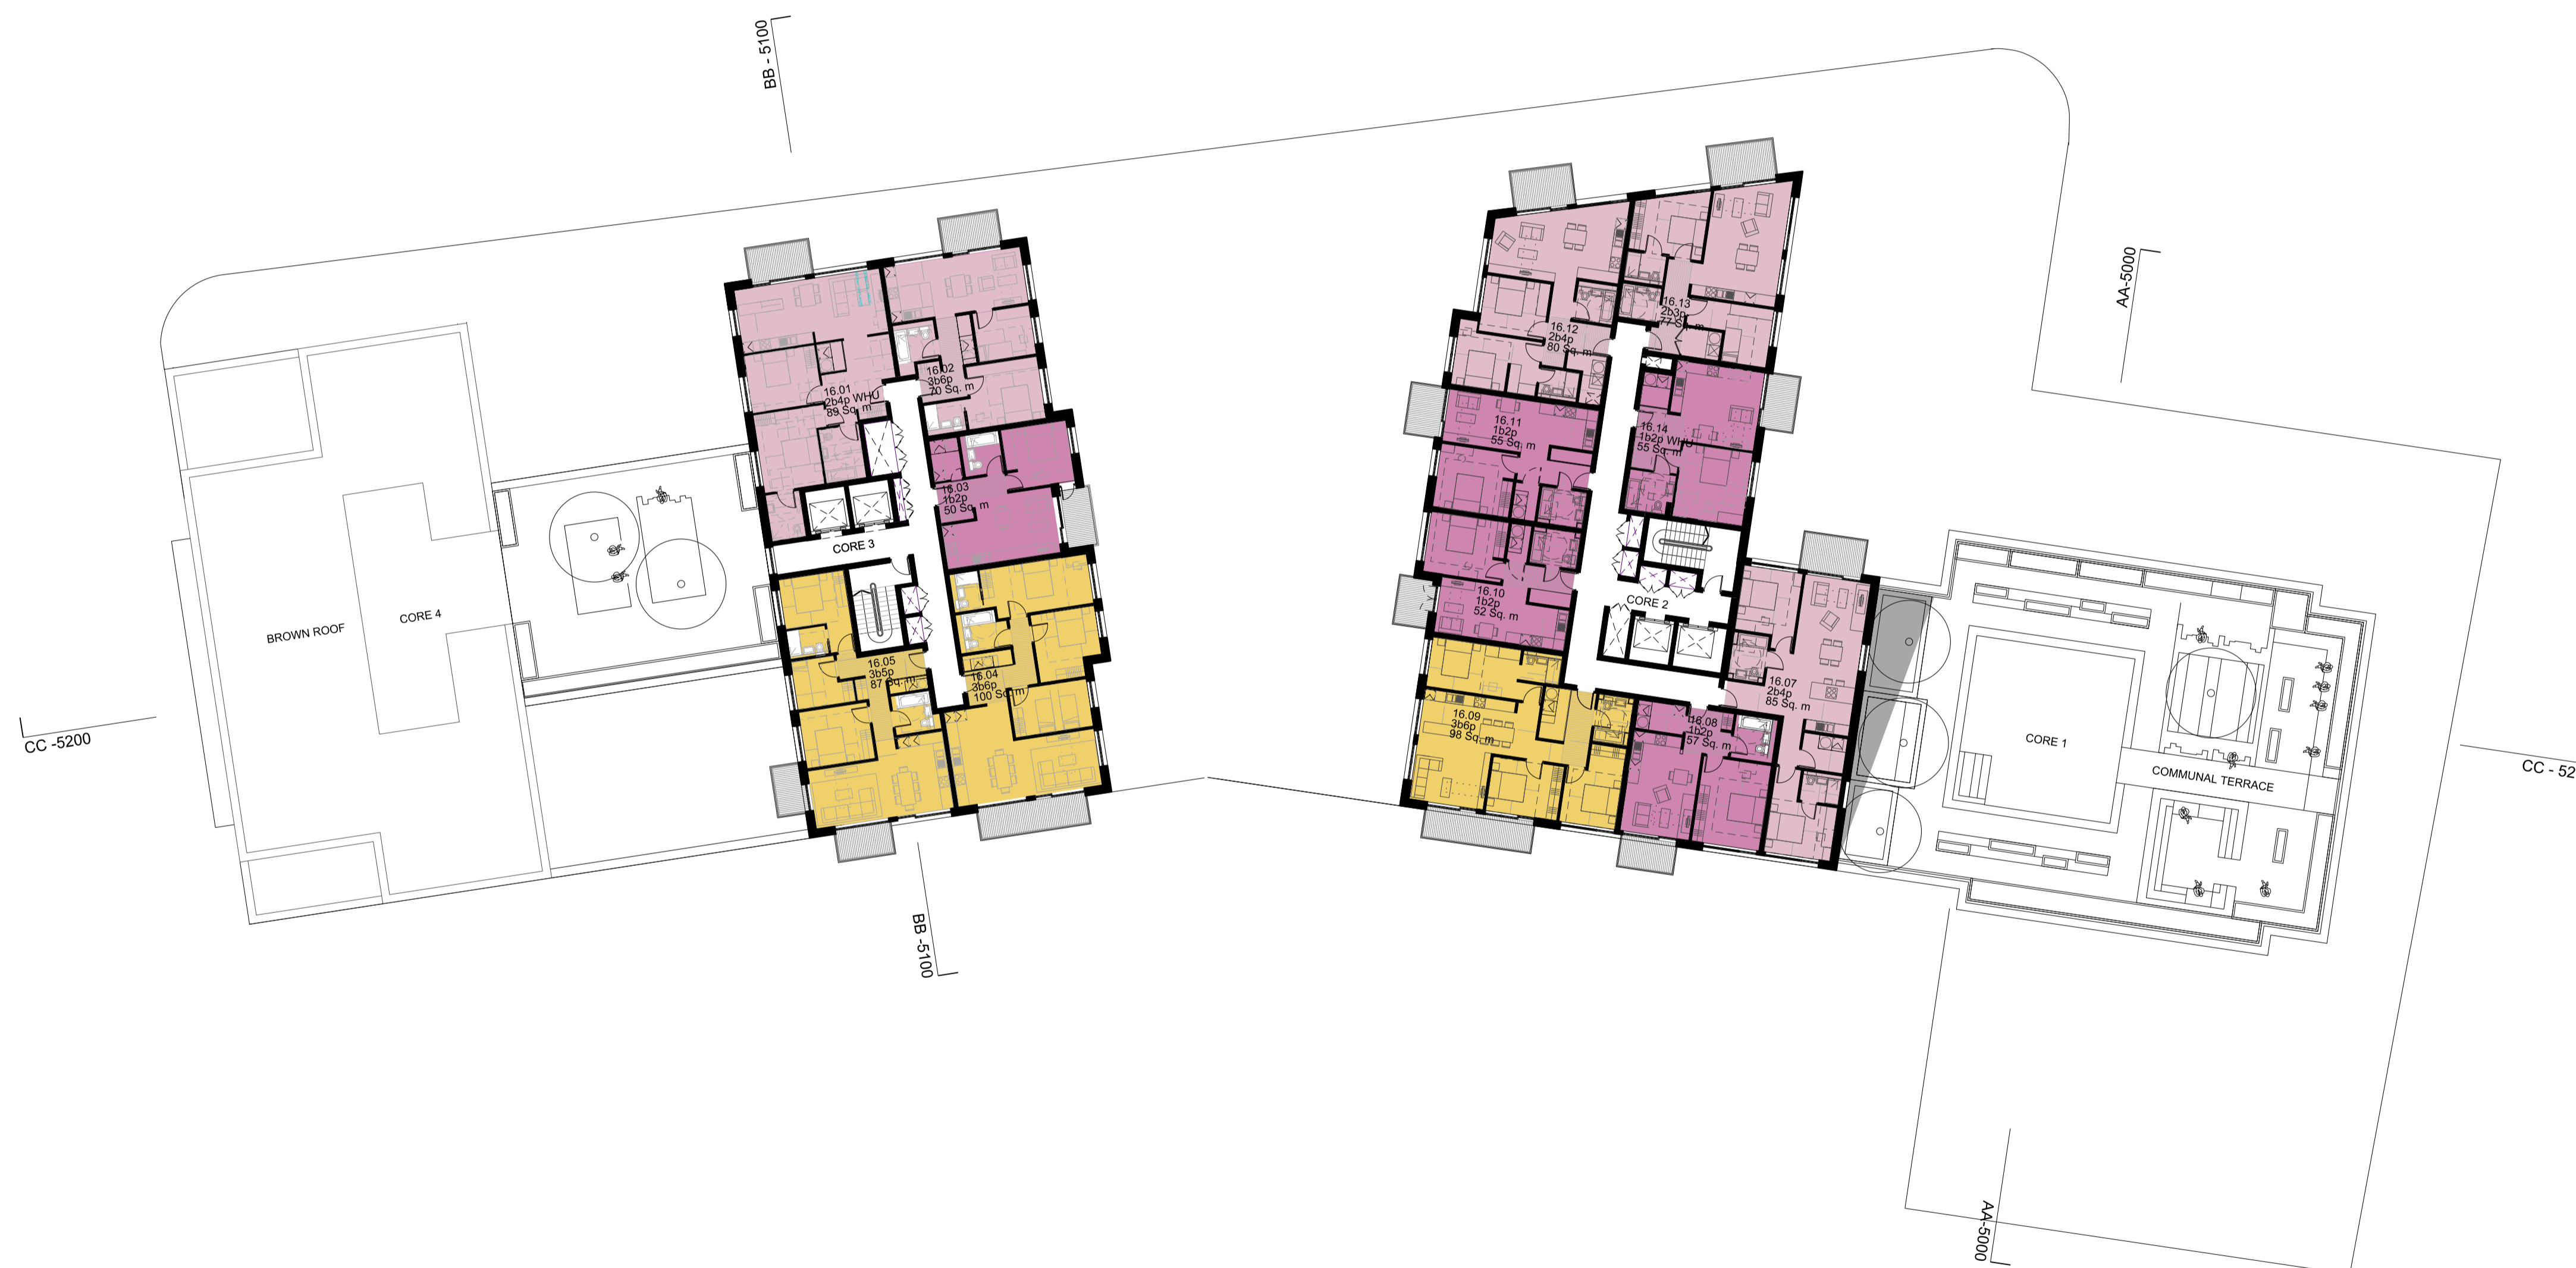 BB - 5100
AA-5000
16.13
2b3p
77 Sq. m
16.12
2b4p
80 Sq. m
16.02
3b6p
70 Sq. m
16.01
2b4p WHU
89 Sq. m
16.11
1b2p
55 Sq. m
16.14
1b2p WHU
55 Sq. m
16.03
1b2p
50 Sq. m
CORE 3
16.10
1b2p
52 Sq. m
CORE 2
BROWN ROOF
CORE 4
16.05
3b5p
87 Sq. m
16.04
3b6p
100 Sq. m
16.07
2b4p
85 Sq. m
16.09
3b6p
98 Sq. m
16.08
1b2p
57 Sq. m
CORE 1
COMMUNAL TERRACE
CC -5200
CC - 52
BB -5100
AA-5000